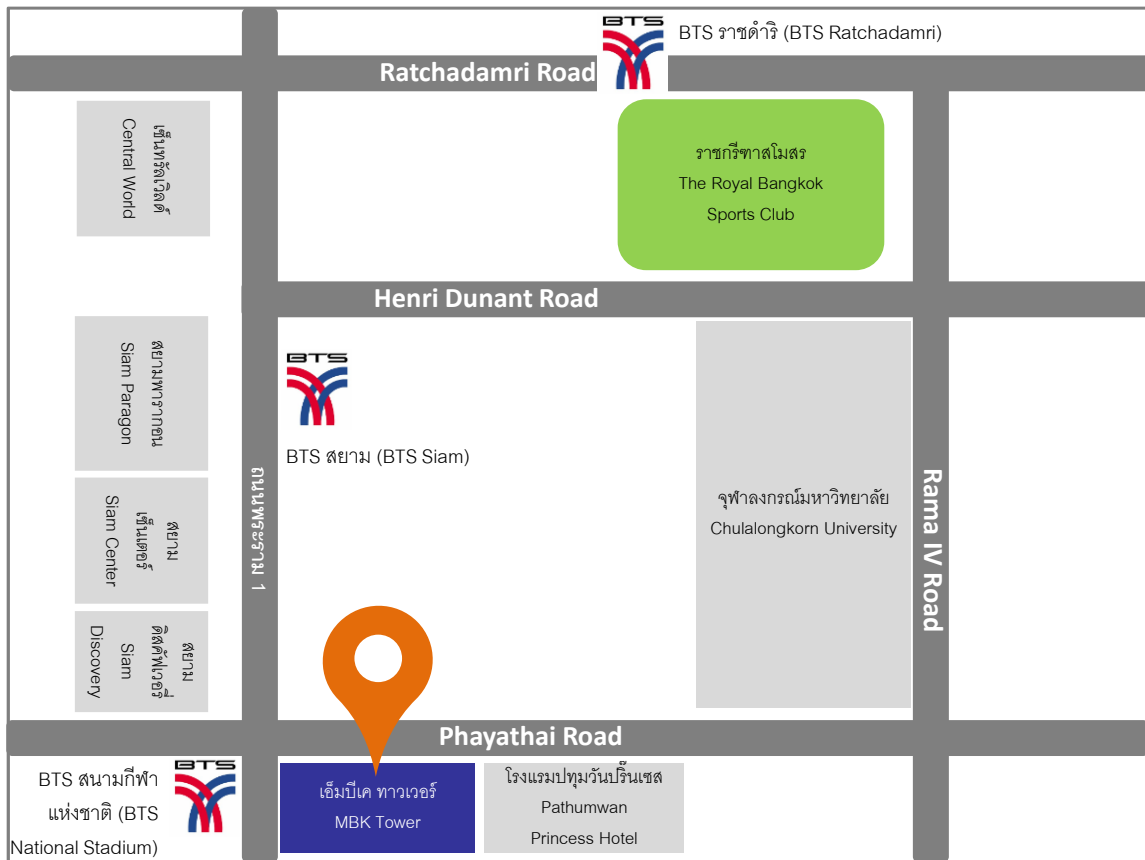 BTS
BTS ราชดำริ (BTS Ratchadamri)
Ratchadamri Road
เซ็นทรัลเวิลด์
Central World
ราชกรีฑาสโมสร
The Royal Bangkok
Sports Club
Henri Dunant Road
สยามพารากอน
Siam Paragon
BTS
BTS สยาม (BTS Siam)
ถนนพระราม 1
สยาม
เซ็นเตอร์
Siam Center
จุฬาลงกรณ์มหาวิทยาลัย
Chulalongkorn University
Rama IV Road
สยาม
ดิสคัฟเวอรี่
Siam
Discovery
Phayathai Road
BTS สนามกีฬา
แห่งชาติ (BTS
National Stadium)
BTS
เอ็มบีเค ทาวเวอร์
MBK Tower
โรงแรมปทุมวันปริ๊นเซส
Pathumwan
Princess Hotel